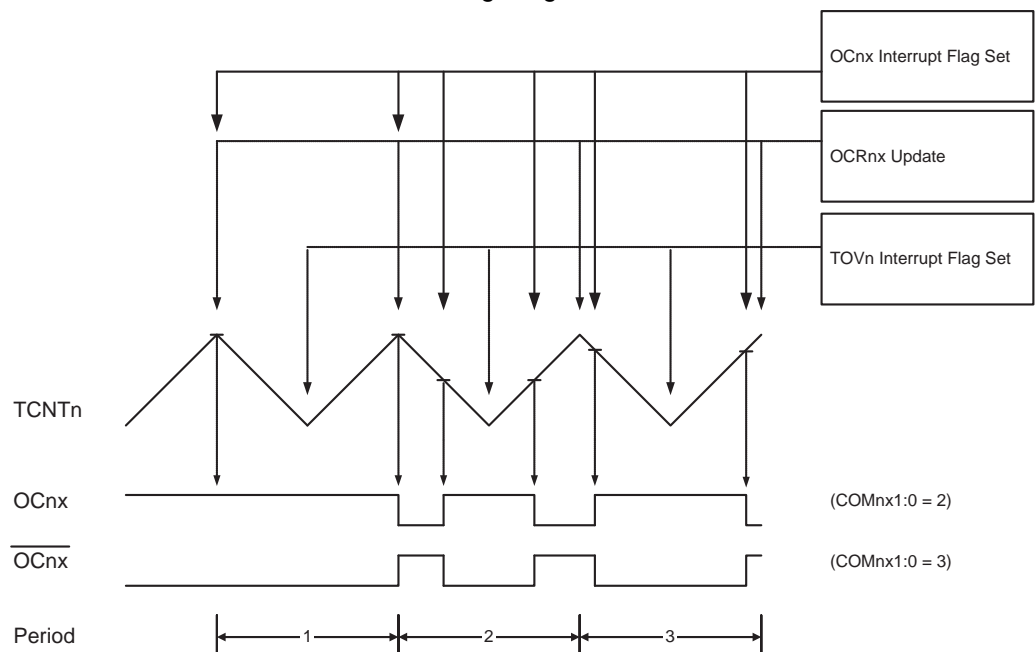 OCnx Interrupt Flag Set
OCRnx Update
TOVn Interrupt Flag Set
TCNTn
OCnx
(COMnx1:0 = 2)
OCnx
(COMnx1:0 = 3)
Period
1
2
3